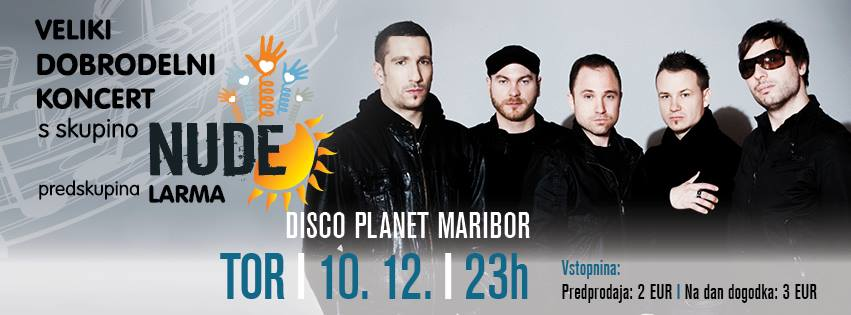 VELIKI
DOBRODELNI
KONCERT
s skupino
NUDE
predskupina LARMA
DISCO PLANET MARIBOR
TOR | 10. 12. | 23h
Vstopnina:
Predprodaja: 2 EUR | Na dan dogodka: 3 EUR